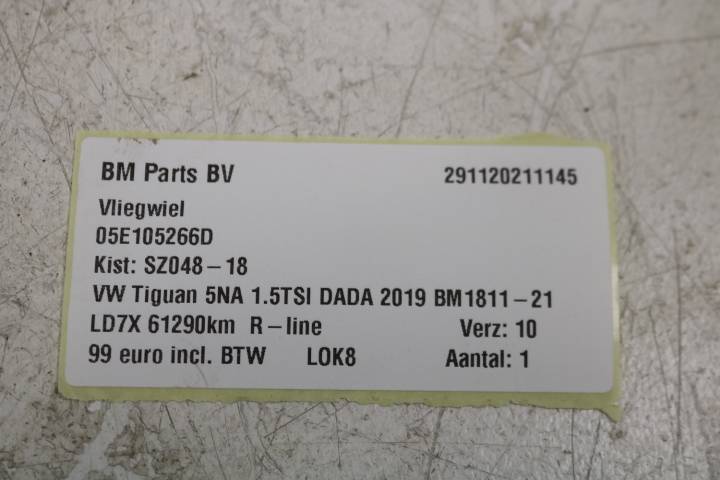 BM Parts BV 291120211145
Vliegwiel
05E105266D
Kist: SZ048-18
VW Tiguan 5NA 1.5TSI DADA 2019 BM1811-21
LD7X 61290km R-line Verz: 10
99 euro incl. BTW LOK8 Aantal: 1